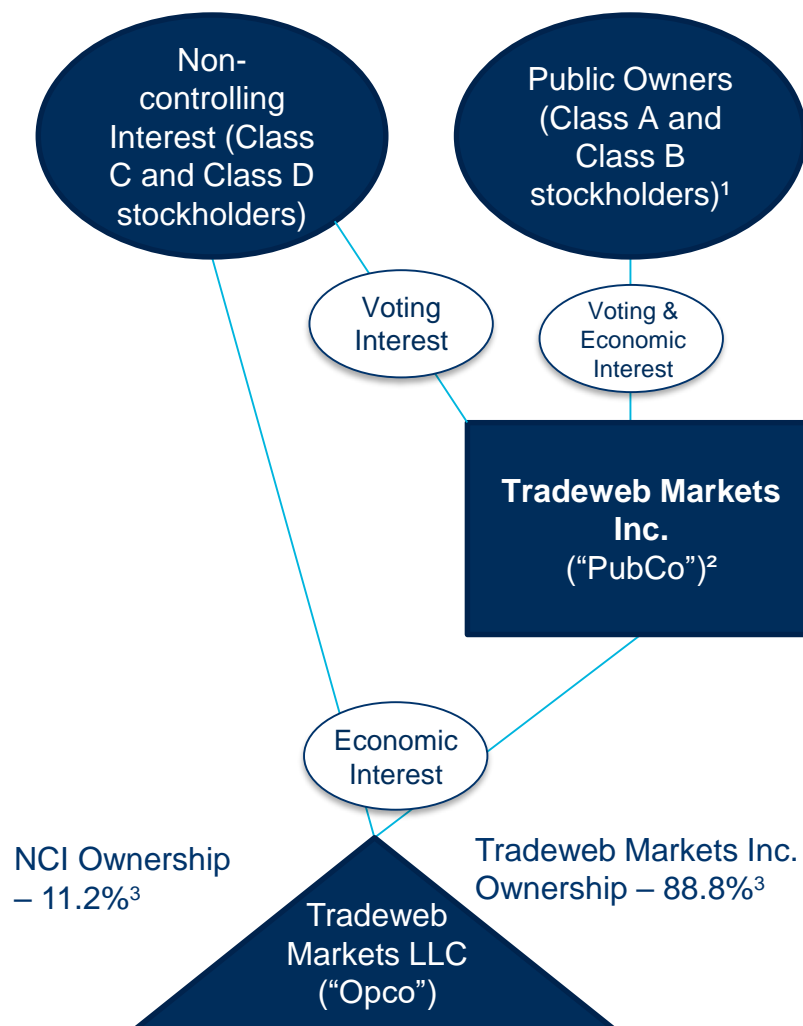 Non-
controlling
Interest (Class
C and Class D
stockholders)
Public Owners
(Class A and
Class B
stockholders)¹
Voting
Interest
Voting &
Economic
Interest
Tradeweb Markets
Inc.
(“PubCo”)²
Economic
Interest
NCI Ownership
– 11.2%³
Tradeweb Markets Inc.
Ownership – 88.8%³
Tradeweb
Markets LLC
(“Opco”)